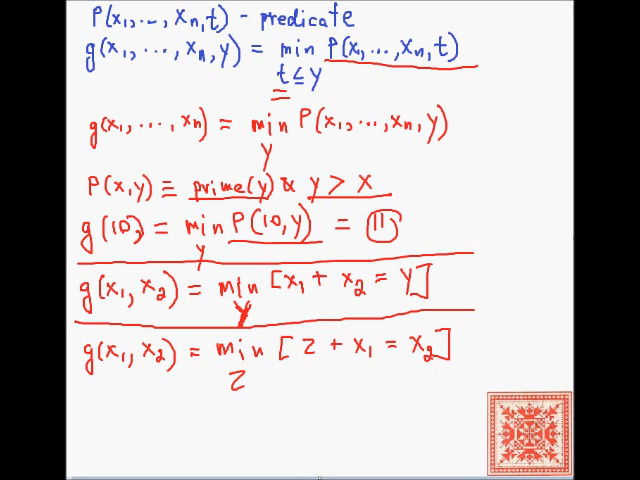 P(x₁,..., xₙ,t) - predicate
g(x₁, ..., xₙ, y) = min P(x, ..., xₙ, t)
t ≤ y
g(x₁, ..., xₙ) = min P(x₁, ..., xₙ, y)
y
P(x,y) ≡ prime(y) & y > x
g(10,) = min P(10, y) = 11
y
g(x₁, x₂) = min [x₁ + x₂ = y]
y
g(x₁, x₂) = min [z + x₁ = x₂]
z